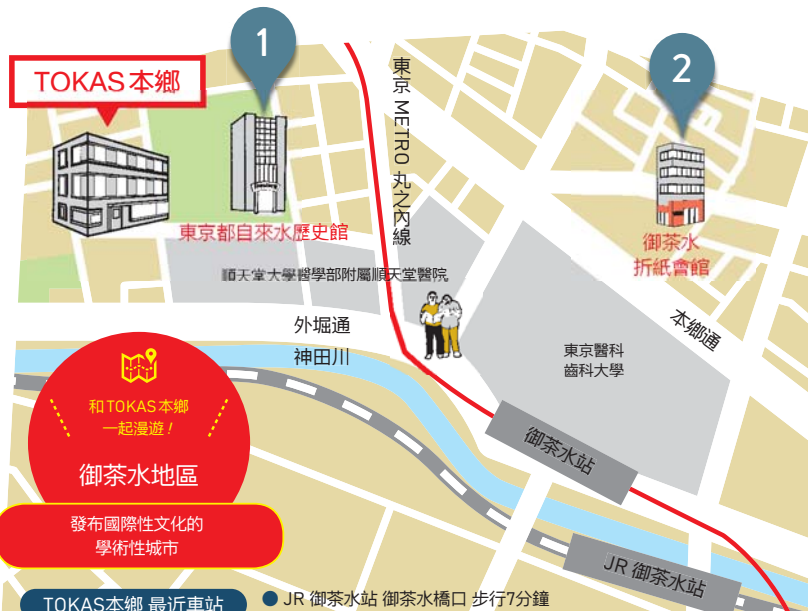 TOKAS本鄉
1
2
東京 METRO 丸之內線
東京都自來水歷史館
御茶水
折紙會館
順天堂大學醫學部附屬順天堂醫院
本鄉通
外堀通
神田川
東京醫科
齒科大學
和TOKAS本鄉
一起漫遊！
御茶水地區
御茶水站
發布國際性文化的
學術性城市
JR 御茶水站
TOKAS本鄉 最近車站
● JR 御茶水站 御茶水橋口 步行7分鐘